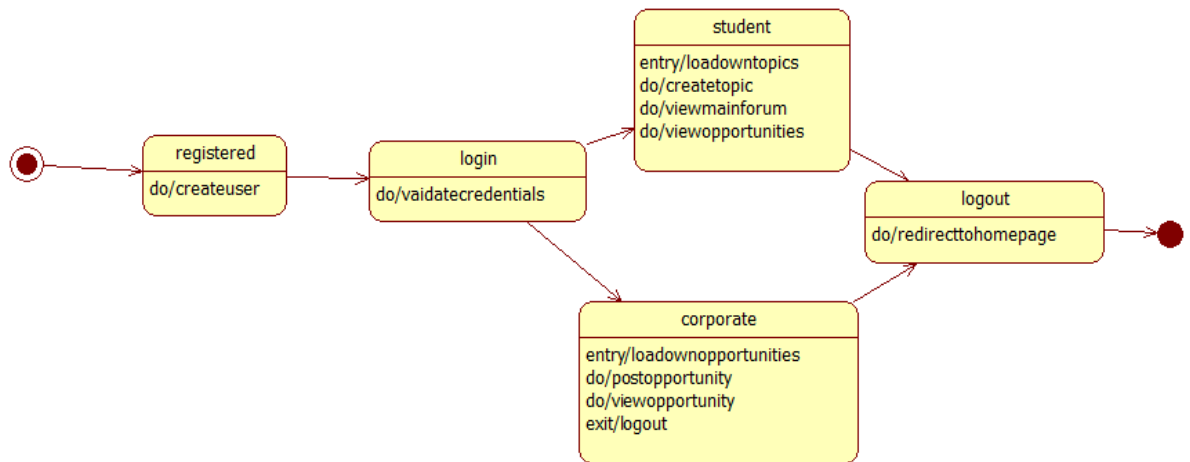 registered
do/createuser
login
do/vaidatecredentials
student
entry/loadowntopics
do/createtopic
do/viewmainforum
do/viewopportunities
corporate
entry/loadownopportunities
do/postopportunity
do/viewopportunity
exit/logout
logout
do/redirecttohomepage